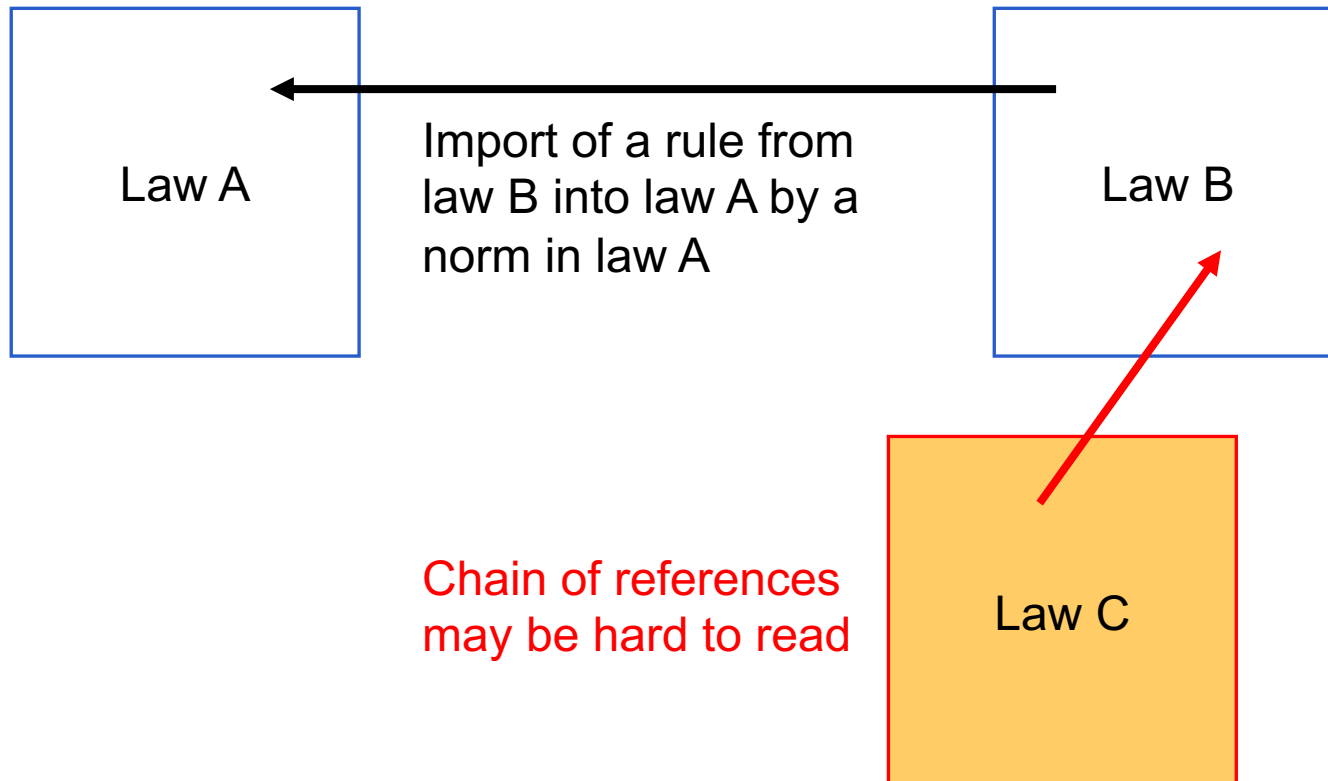 Law A
Import of a rule from
law B into law A by a
norm in law A
Law B
Chain of references
may be hard to read
Law C